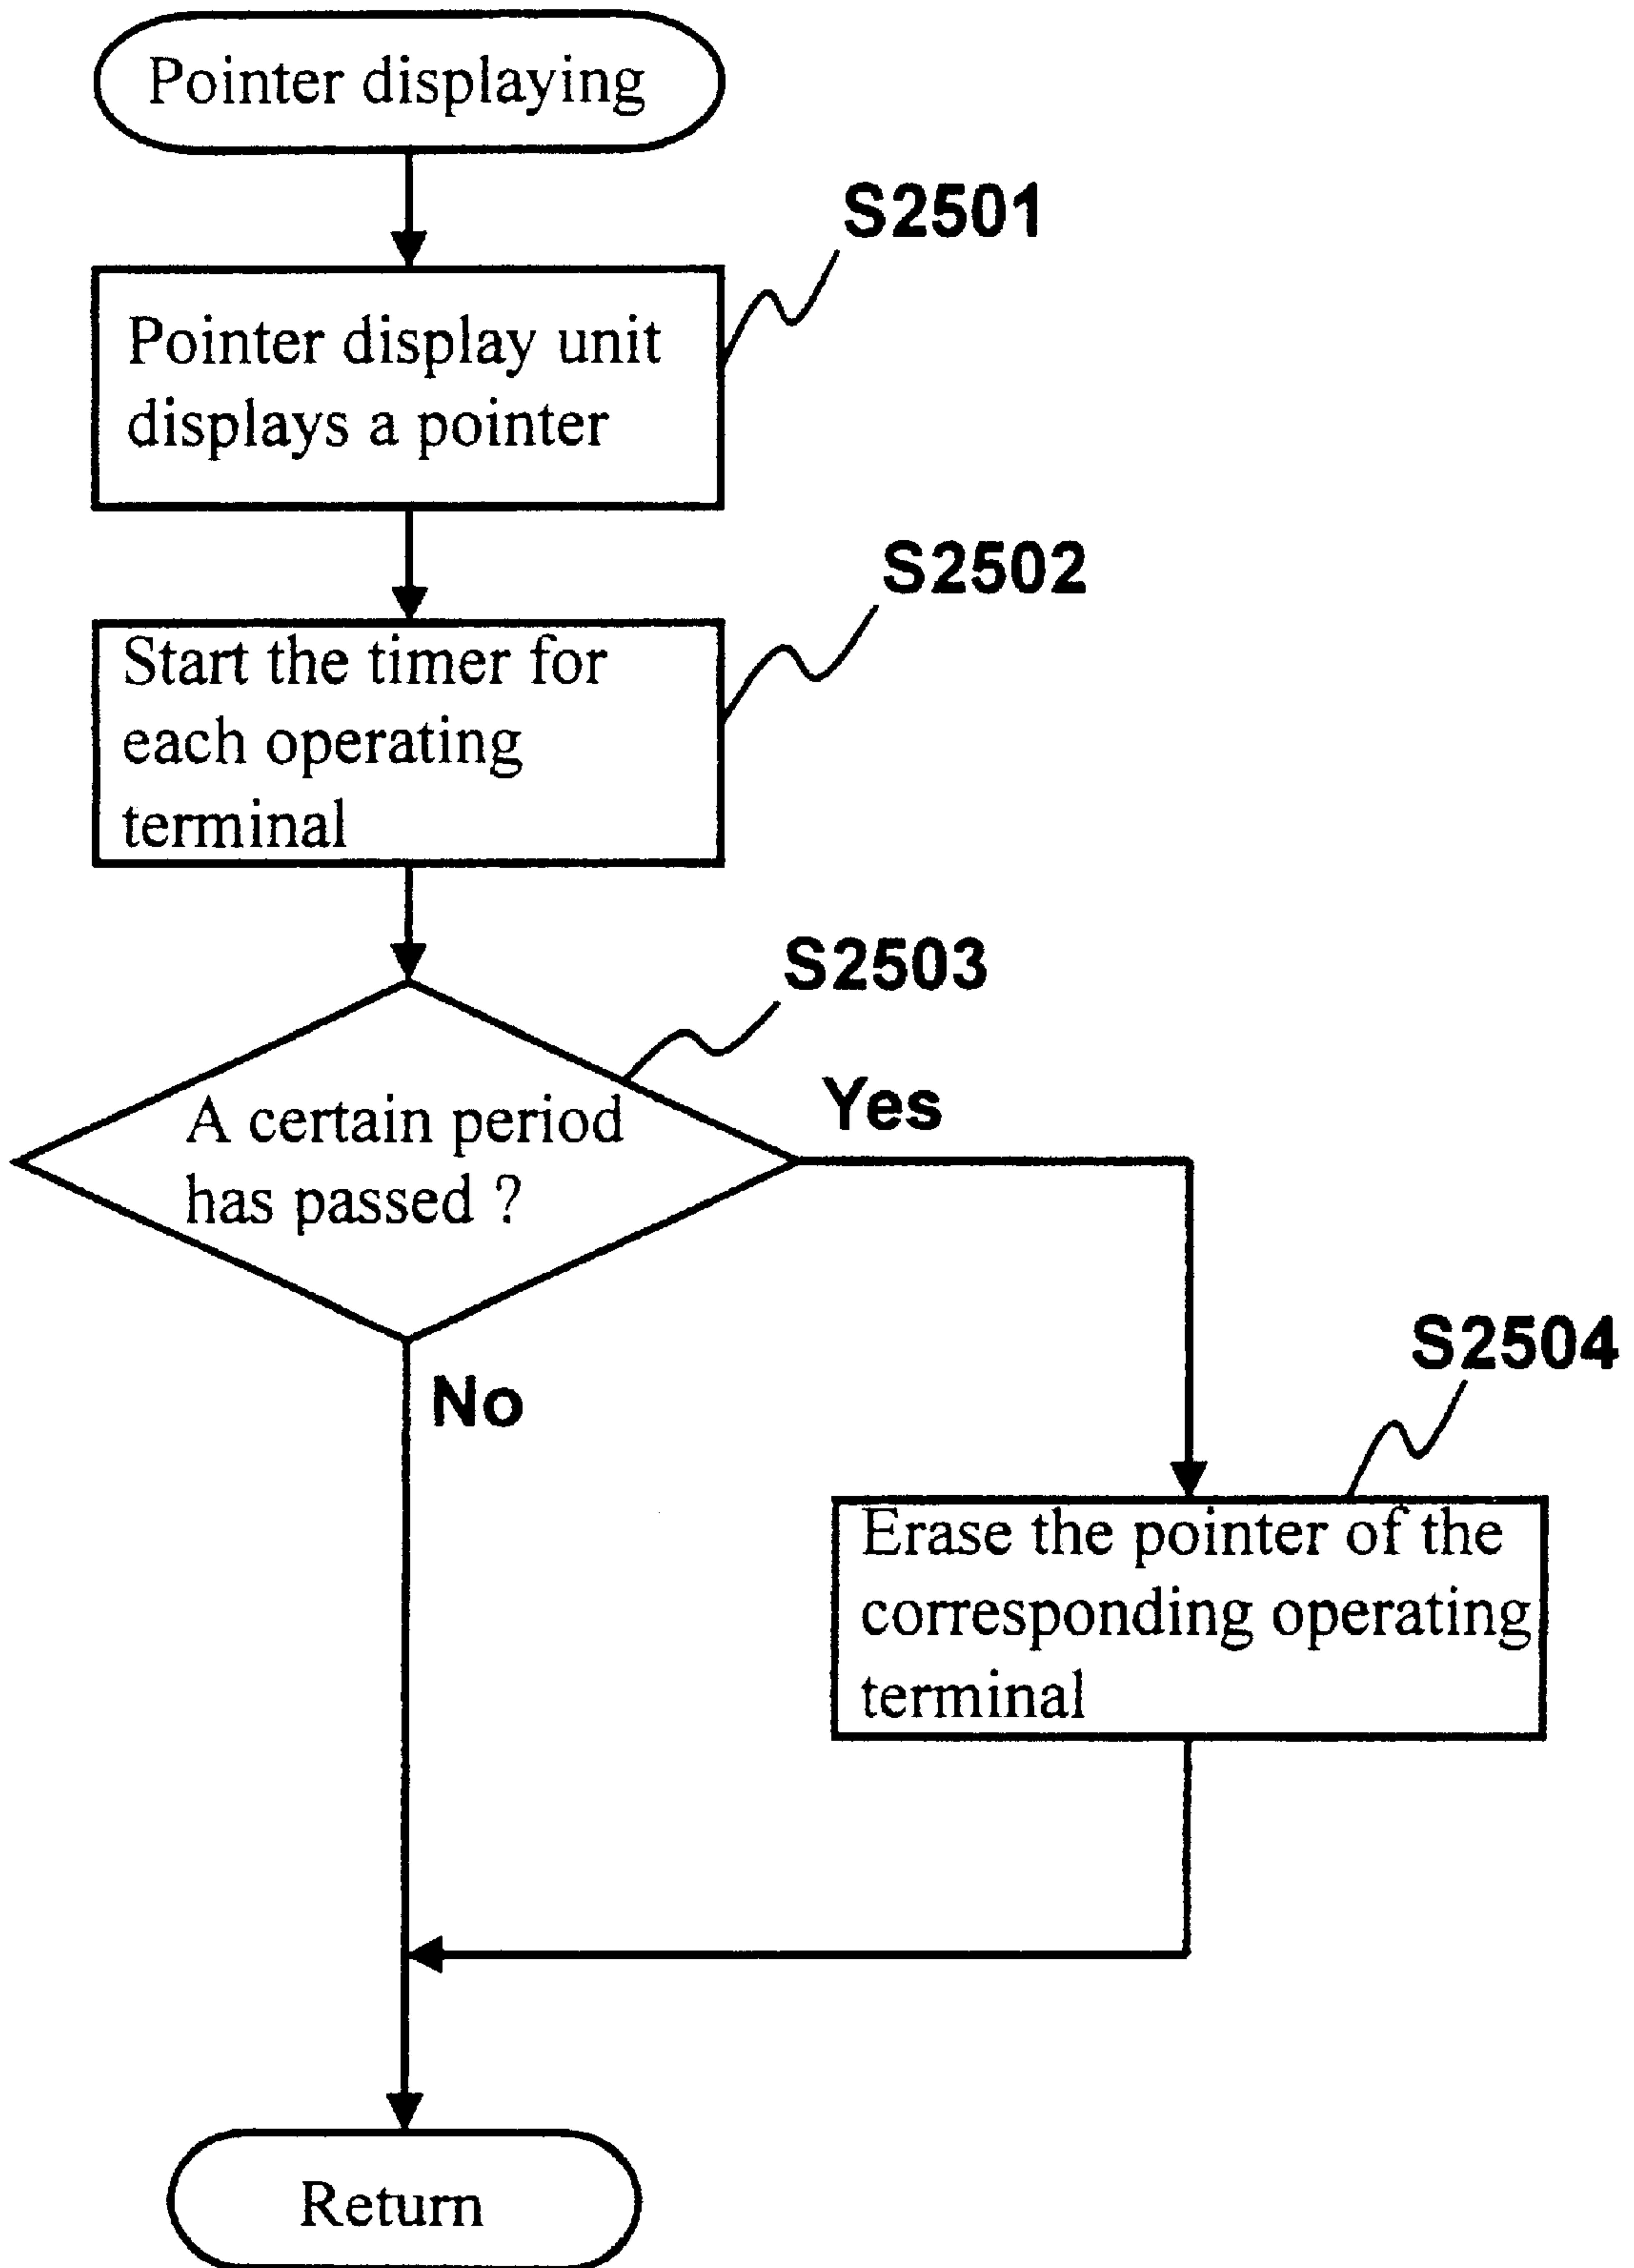 Pointer displaying
S2501
Pointer display unit
displays a pointer
S2502
Start the timer for
each operating
terminal
S2503
A certain period
has passed ?
Yes
No
S2504
Erase the pointer of the
corresponding operating
terminal
Return